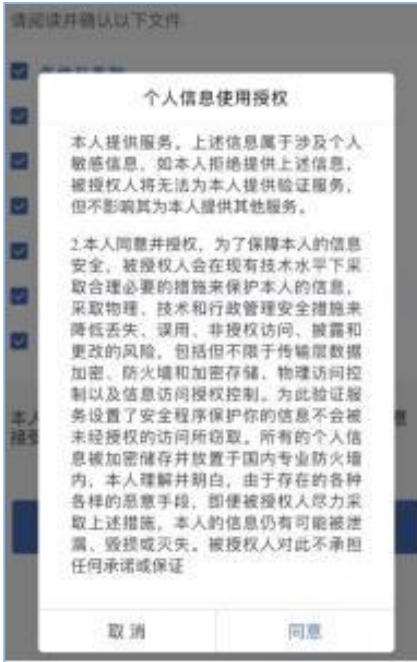 请阅读并确认以下文件
个人信息使用授权
本人提供服务。上述信息属于涉及个人
敏感信息，如本人拒绝提供上述信息，
被授权人将无法为本人提供验证服务，
但不影响其为本人提供其他服务。
2.本人同意并授权，为了保障本人的信息
安全，被授权人会在现有技术水平下采
取合理必要的措施来保护本人的信息，
采取物理、技术和行政管理安全措施来
降低丢失、误用、非授权访问、披露和
更改的风险，包括但不限于传输层数据
加密、防火墙和加密存储、物理访问控
制以及信息访问授权控制。为此验证服
务设置了安全程序保护你的信息不会被
未经授权的访问所窃取。所有的个人信
息被加密储存并放置于国内专业防火墙
内。本人理解并明白，由于存在的各种
各样的恶意手段，即便被授权人尽力采
取上述措施，本人的信息仍有可能被泄
漏、毁损或灭失。被授权人对此不承担
任何承诺或保证
取消
同意